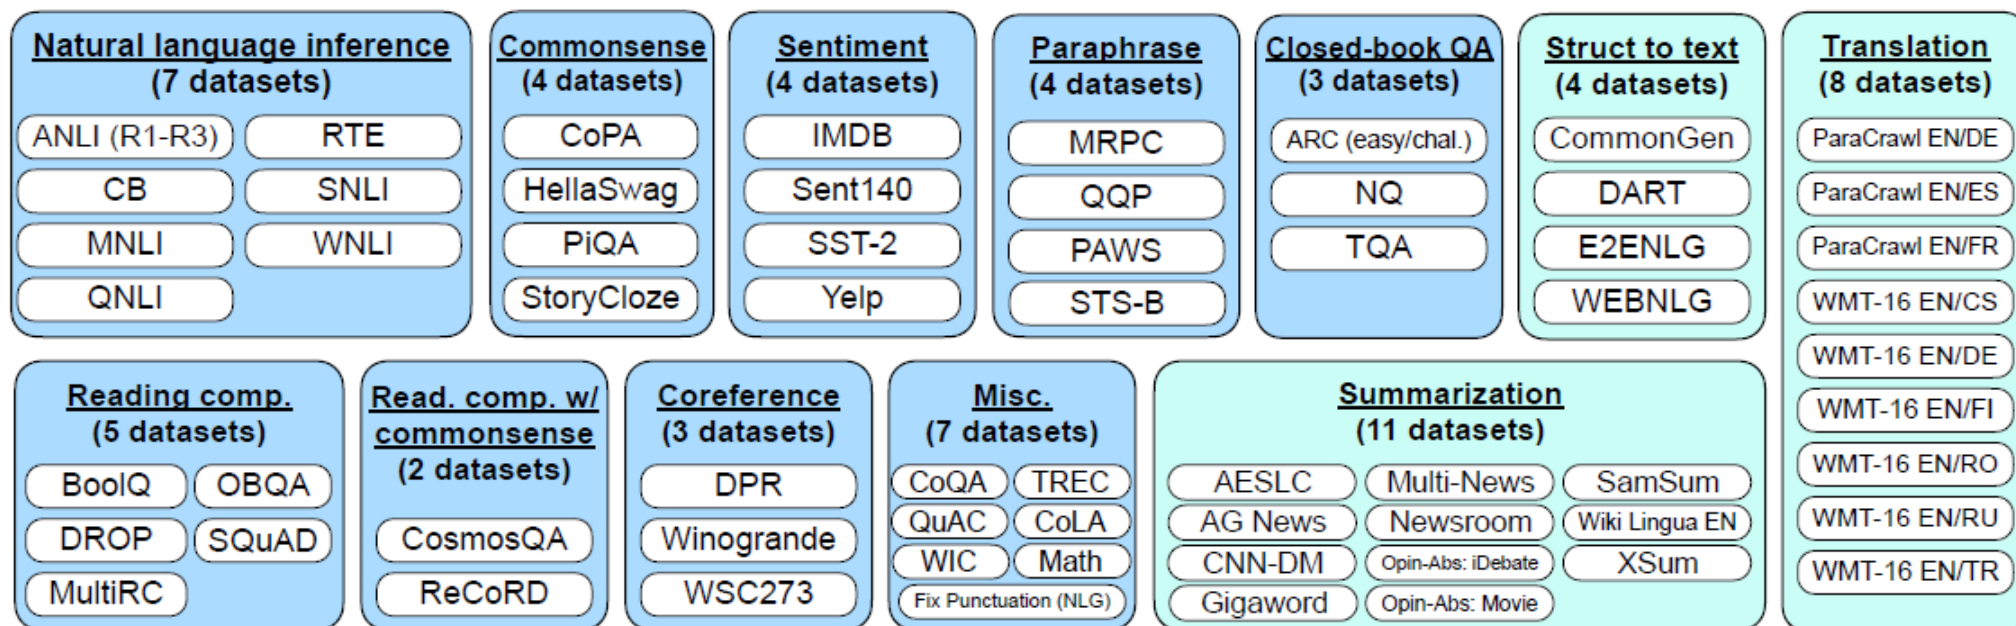 Natural language inference
(7 datasets)
ANLI (R1-R3)
RTE
CB
SNLI
MNLI
WNLI
QNLI
Commonsense
(4 datasets)
CoPA
HellaSwag
PiQA
StoryCloze
Sentiment
(4 datasets)
IMDB
Sent140
SST-2
Yelp
Paraphrase
(4 datasets)
MRPC
QQP
PAWS
STS-B
Closed-book QA
(3 datasets)
ARC (easy/chal.)
NQ
TQA
Struct to text
(4 datasets)
CommonGen
DART
E2ENLG
WEBNLG
Translation
(8 datasets)
ParaCrawl EN/DE
ParaCrawl EN/ES
ParaCrawl EN/FR
WMT-16 EN/CS
WMT-16 EN/DE
WMT-16 EN/FI
WMT-16 EN/RO
WMT-16 EN/RU
WMT-16 EN/TR
Reading comp.
(5 datasets)
BoolQ
OBQA
DROP
SQuAD
MultiRC
Read. comp. w/
commonsense
(2 datasets)
CosmosQA
ReCoRD
Coreference
(3 datasets)
DPR
Winogrande
WSC273
Misc.
(7 datasets)
CoQA
TREC
QuAC
CoLA
WIC
Math
Fix Punctuation (NLG)
Summarization
(11 datasets)
AESLC
Multi-News
SamSum
AG News
Newsroom
Wiki Lingua EN
CNN-DM
Opin-Abs: iDebate
XSum
Gigaword
Opin-Abs: Movie